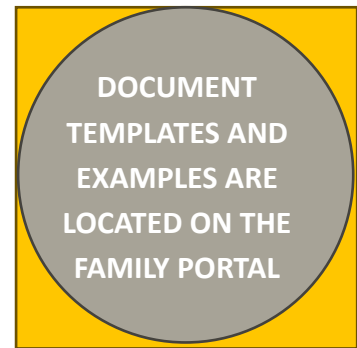 DOCUMENT
TEMPLATES AND
EXAMPLES ARE
LOCATED ON THE
FAMILY PORTAL